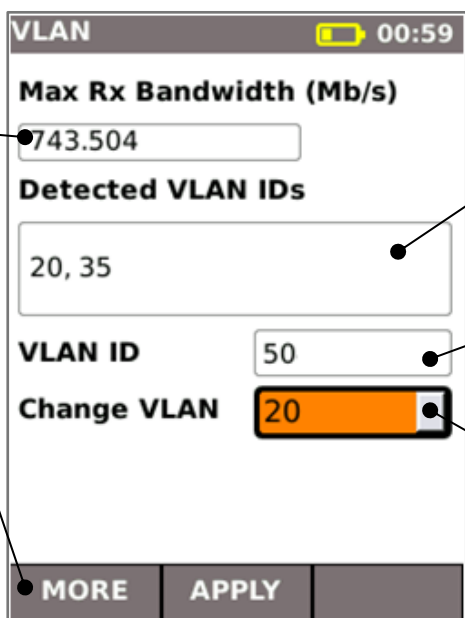 VLAN 00:59
Max Rx Bandwidth (Mb/s)
743.504
Detected VLAN IDs
20, 35
VLAN ID 50
Change VLAN 20
MORE APPLY